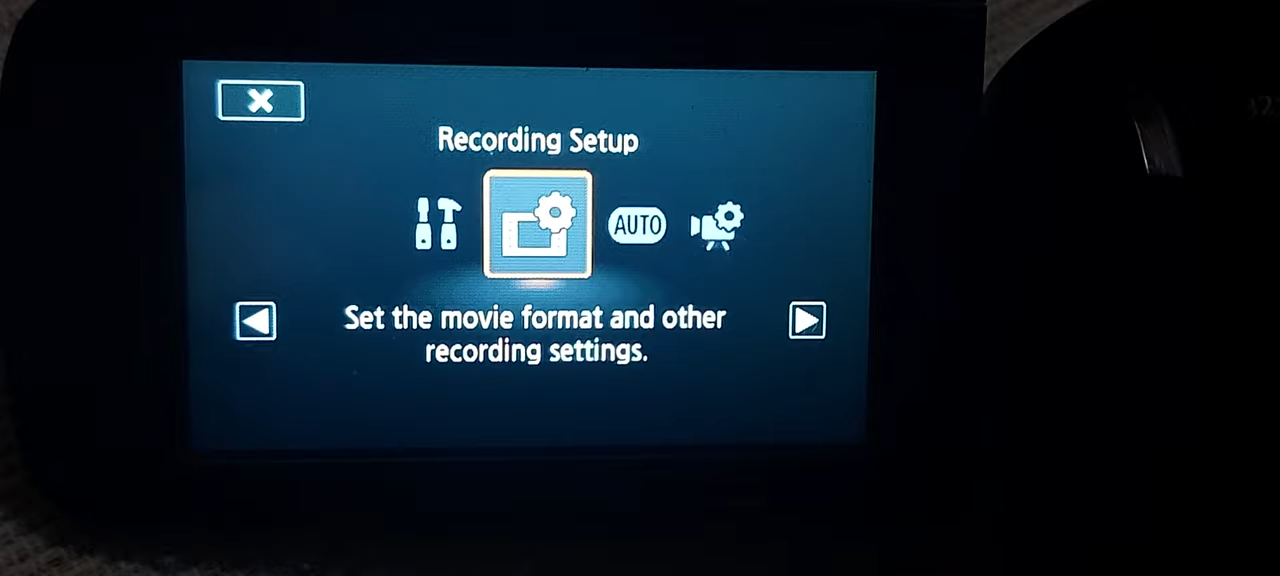 Recording Setup
AUTO
Set the movie format and other
recording settings.